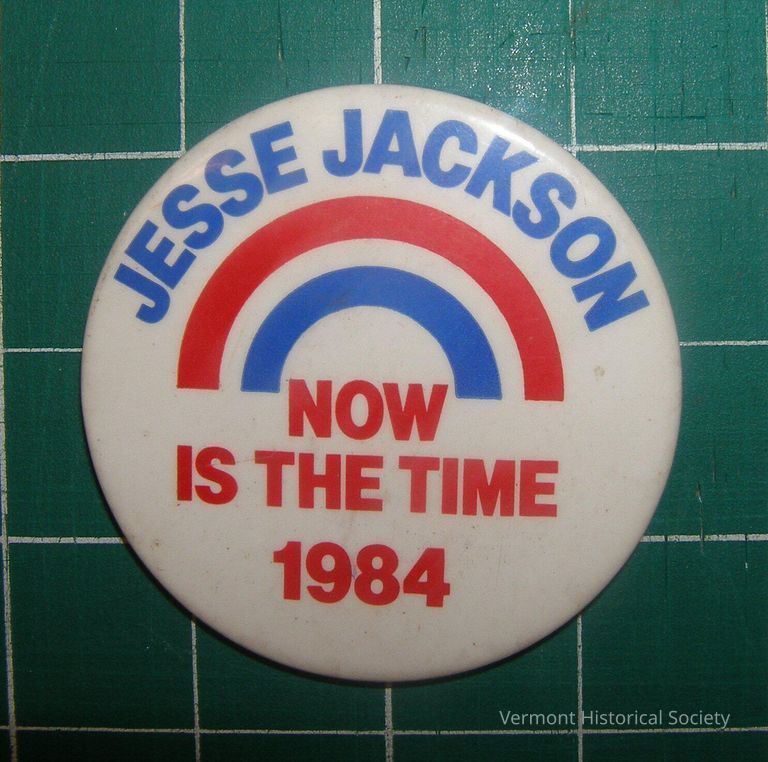 JESSE JACKSON
NOW
IS THE TIME
1984
Vermont Historical Society